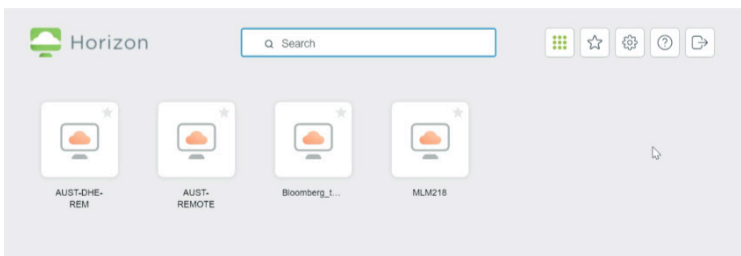 Horizon
Search
AUST-DHE-
REM
AUST-
REMOTE
Bloomberg_t...
MLM218